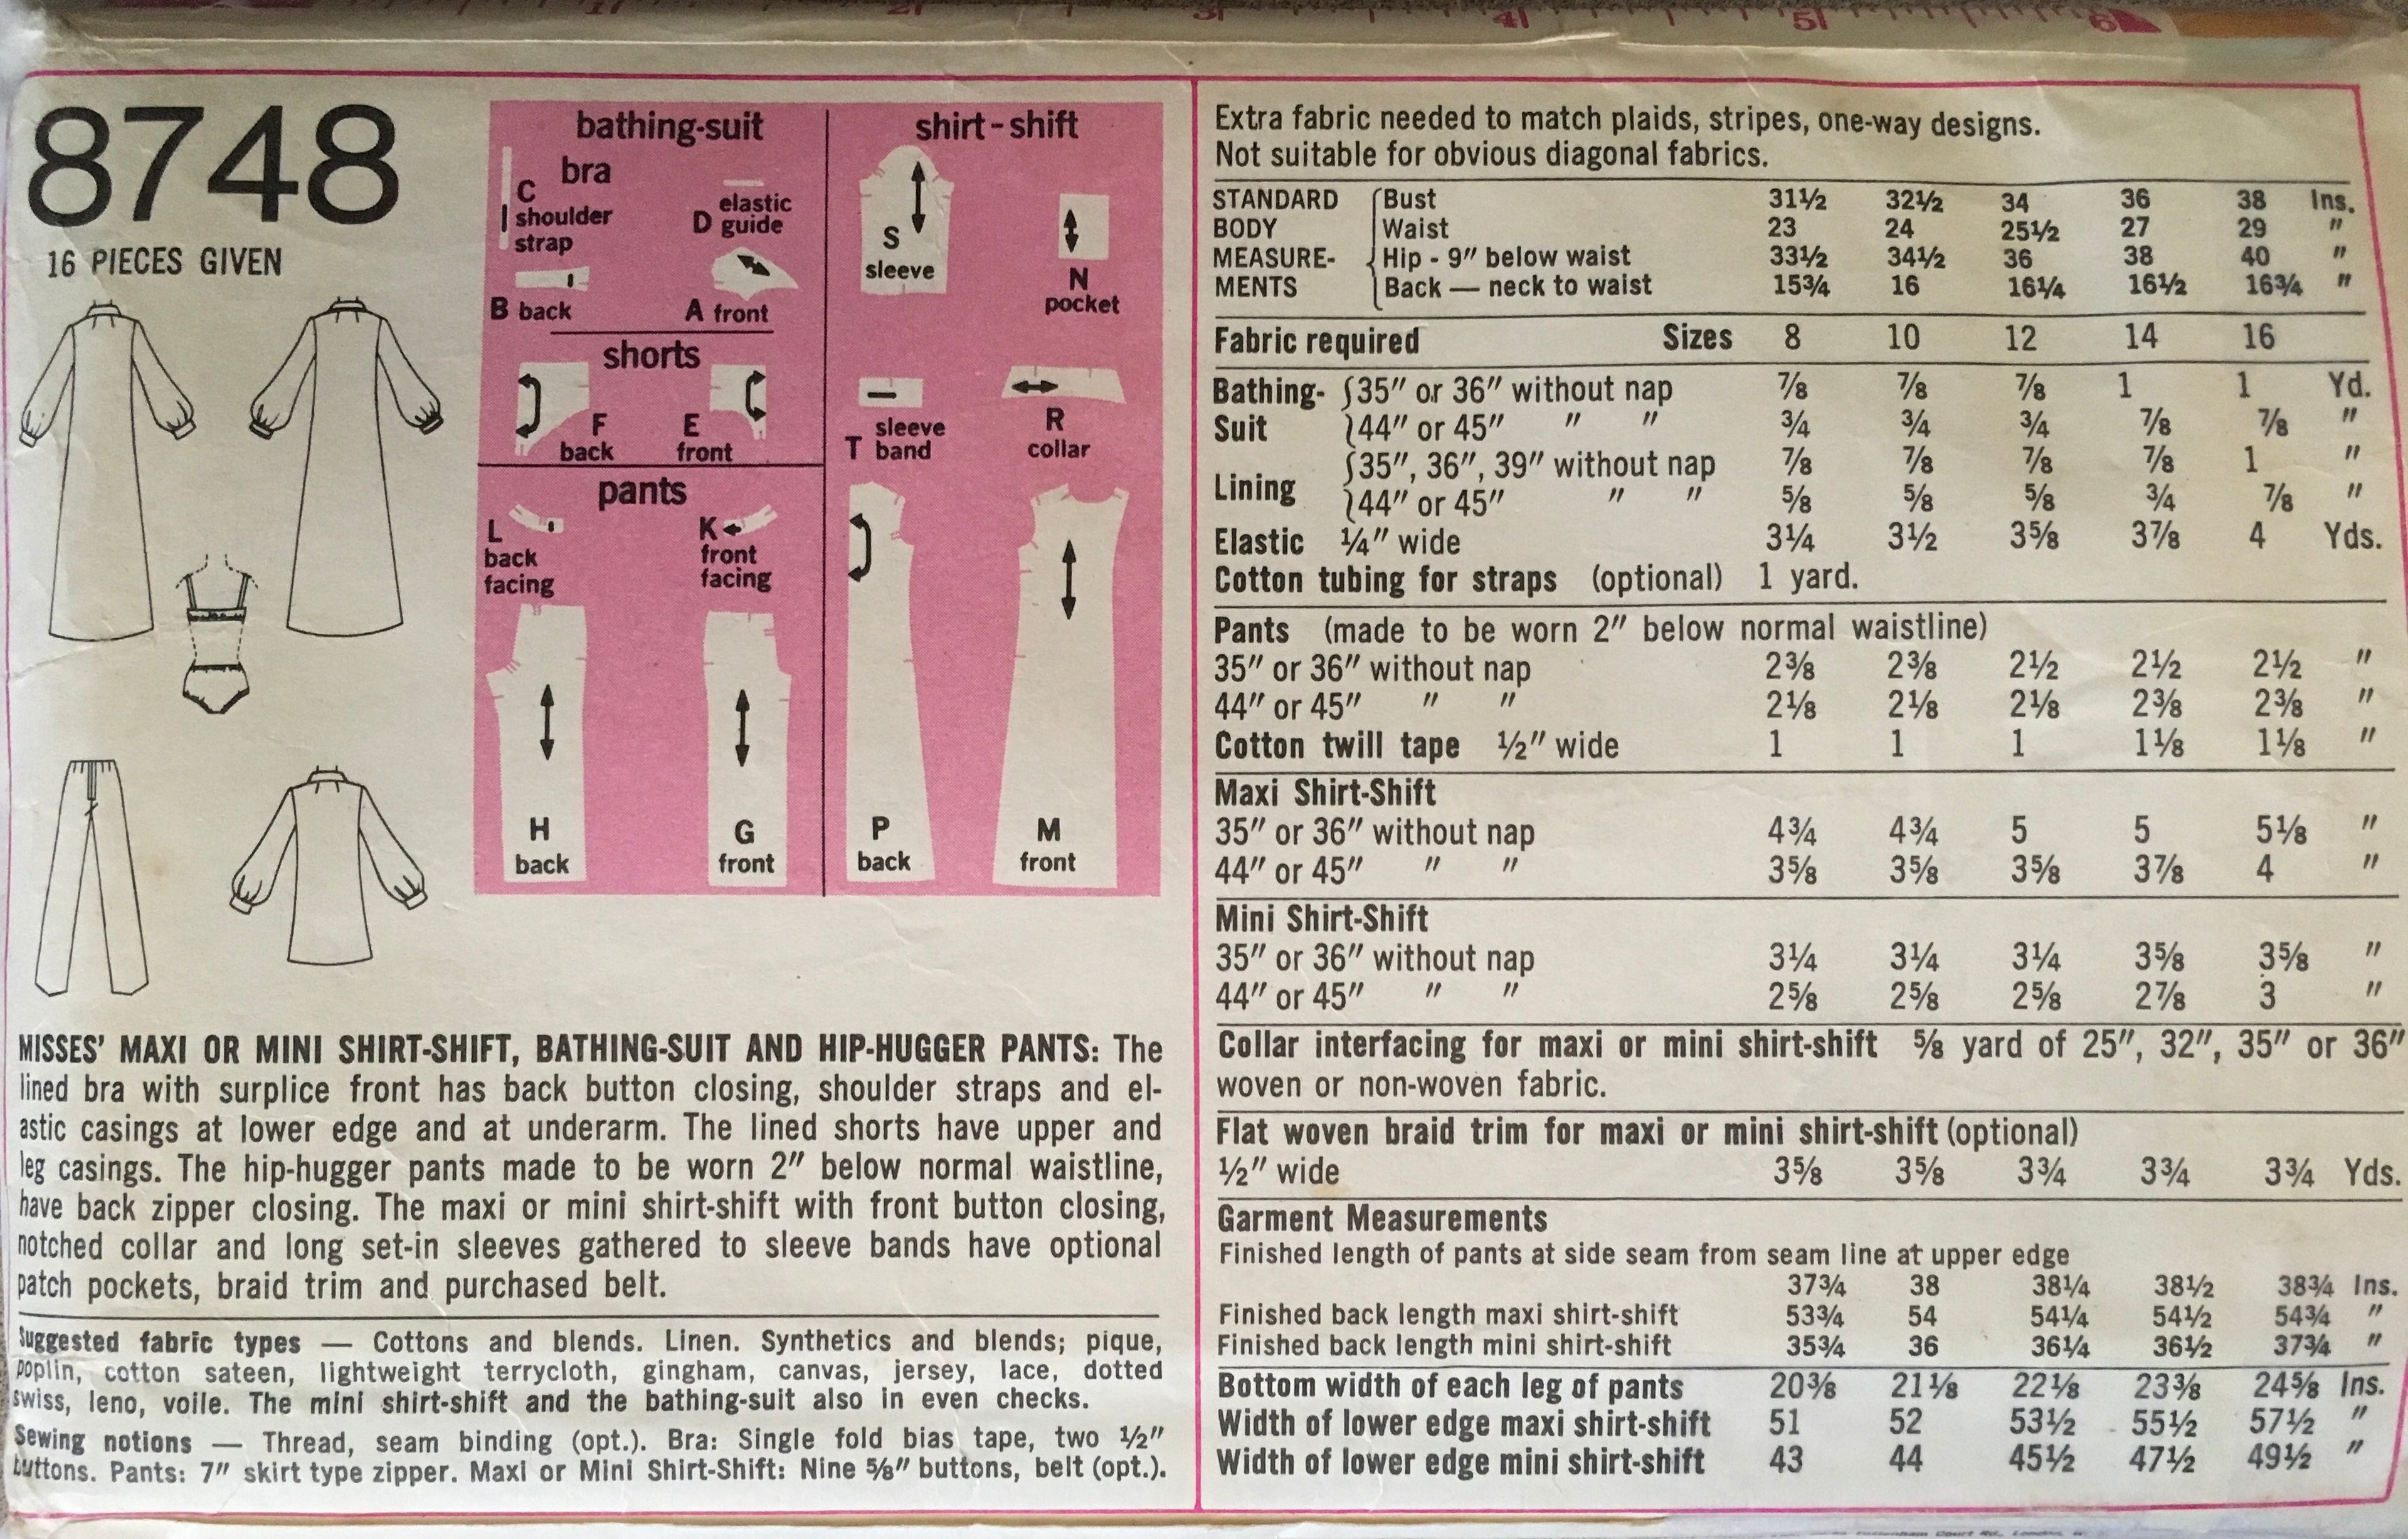 1 2 3 4 5 6
8748
16 PIECES GIVEN
bathing-suit
bra
C
shoulder
strap
elastic
D guide
B back
A front
shorts
F
back
E
front
pants
L
back
facing
K
front
facing
H
back
G
front
shirt-shift
S
sleeve
N
pocket
sleeve
T band
R
collar
P
back
M
front
MISSES' MAXI OR MINI SHIRT-SHIFT, BATHING-SUIT AND HIP-HUGGER PANTS: The
lined bra with surplice front has back button closing, shoulder straps and el-
astic casings at lower edge and at underarm. The lined shorts have upper and
leg casings. The hip-hugger pants made to be worn 2″ below normal waistline,
have back zipper closing. The maxi or mini shirt-shift with front button closing,
notched collar and long set-in sleeves gathered to sleeve bands have optional
patch pockets, braid trim and purchased belt.
Suggested fabric types — Cottons and blends. Linen. Synthetics and blends; pique,
poplin, cotton sateen, lightweight terrycloth, gingham, canvas, jersey, lace, dotted
swiss, leno, voile. The mini shirt-shift and the bathing-suit also in even checks.
Sewing notions — Thread, seam binding (opt.). Bra: Single fold bias tape, two ½″
buttons. Pants: 7″ skirt type zipper. Maxi or Mini Shirt-Shift: Nine ⅝″ buttons, belt (opt.).
Extra fabric needed to match plaids, stripes, one-way designs.
Not suitable for obvious diagonal fabrics.
STANDARD Bust 31½ 32½ 34 36 38 Ins.
BODY Waist 23 24 25½ 27 29 ″
MEASURE- Hip - 9″ below waist 33½ 34½ 36 38 40 ″
MENTS Back — neck to waist 15¾ 16 16¼ 16½ 16¾ ″
Fabric required Sizes 8 10 12 14 16
Bathing- 35″ or 36″ without nap ⅞ ⅞ ⅞ 1 1 Yd.
Suit 44″ or 45″ ″ ″ ¾ ¾ ¾ ⅞ ⅞ ″
35″, 36″, 39″ without nap ⅞ ⅞ ⅞ ⅞ 1 ″
Lining 44″ or 45″ ″ ″ ⅝ ⅝ ⅝ ¾ ⅞ ″
Elastic ¼″ wide 3¼ 3½ 3⅝ 3⅞ 4 Yds.
Cotton tubing for straps (optional) 1 yard.
Pants (made to be worn 2″ below normal waistline)
35″ or 36″ without nap 2⅜ 2⅜ 2½ 2½ 2½ ″
44″ or 45″ ″ ″ 2⅛ 2⅛ 2⅛ 2⅜ 2⅜ ″
Cotton twill tape ½″ wide 1 1 1 1⅛ 1⅛ ″
Maxi Shirt-Shift
35″ or 36″ without nap 4¾ 4¾ 5 5 5⅛ ″
44″ or 45″ ″ ″ 3⅝ 3⅝ 3⅝ 3⅞ 4 ″
Mini Shirt-Shift
35″ or 36″ without nap 3¼ 3¼ 3¼ 3⅝ 3⅝ ″
44″ or 45″ ″ ″ 2⅝ 2⅝ 2⅝ 2⅞ 3 ″
Collar interfacing for maxi or mini shirt-shift ⅝ yard of 25″, 32″, 35″ or 36″
woven or non-woven fabric.
Flat woven braid trim for maxi or mini shirt-shift (optional)
½″ wide 3⅝ 3⅝ 3¾ 3¾ 3¾ Yds.
Garment Measurements
Finished length of pants at side seam from seam line at upper edge
37¾ 38 38¼ 38½ 38¾ Ins.
Finished back length maxi shirt-shift 53¾ 54 54¼ 54½ 54¾ ″
Finished back length mini shirt-shift 35¾ 36 36¼ 36½ 37¾ ″
Bottom width of each leg of pants 20⅜ 21⅛ 22⅛ 23⅜ 24⅝ Ins.
Width of lower edge maxi shirt-shift 51 52 53½ 55½ 57½ ″
Width of lower edge mini shirt-shift 43 44 45½ 47½ 49½ ″